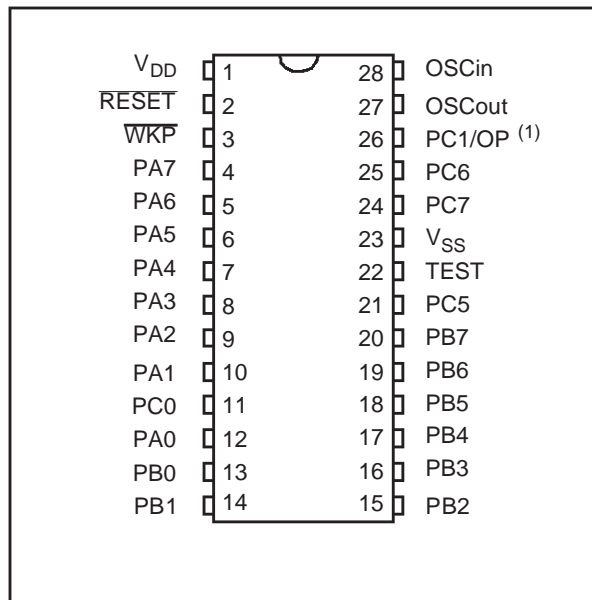 VDD 1 28 OSCin
RESET 2 27 OSCout
WKP 3 26 PC1/OP (1)
PA7 4 25 PC6
PA6 5 24 PC7
PA5 6 23 VSS
PA4 7 22 TEST
PA3 8 21 PC5
PA2 9 20 PB7
PA1 10 19 PB6
PC0 11 18 PB5
PA0 12 17 PB4
PB0 13 16 PB3
PB1 14 15 PB2